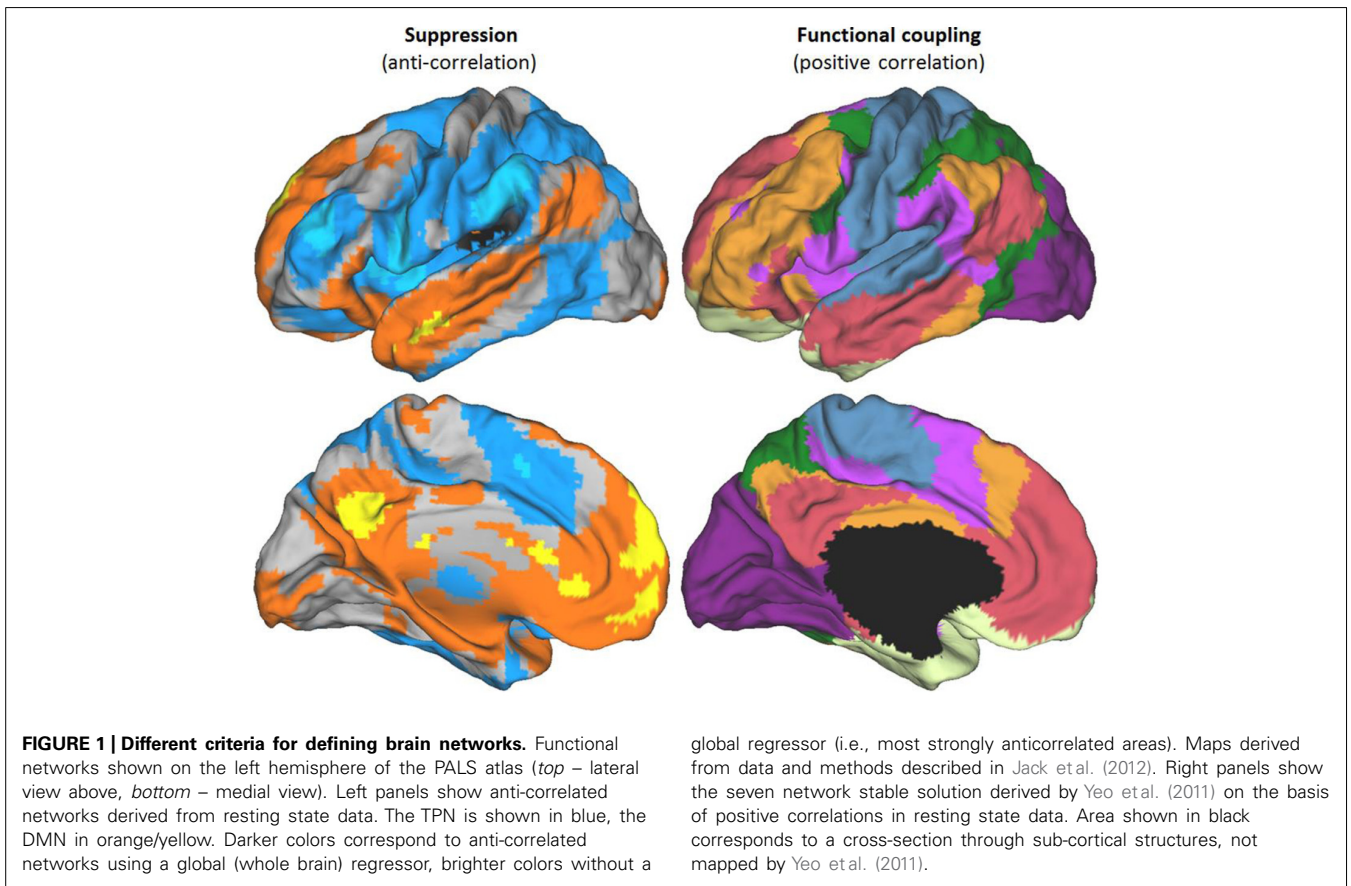 Suppression
(anti-correlation)
Functional coupling
(positive correlation)
FIGURE 1 | Different criteria for defining brain networks. Functional
networks shown on the left hemisphere of the PALS atlas (top – lateral
view above, bottom – medial view). Left panels show anti-correlated
networks derived from resting state data. The TPN is shown in blue, the
DMN in orange/yellow. Darker colors correspond to anti-correlated
networks using a global (whole brain) regressor, brighter colors without a
global regressor (i.e., most strongly anticorrelated areas). Maps derived
from data and methods described in Jack et al. (2012). Right panels show
the seven network stable solution derived by Yeo et al. (2011) on the basis
of positive correlations in resting state data. Area shown in black
corresponds to a cross-section through sub-cortical structures, not
mapped by Yeo et al. (2011).